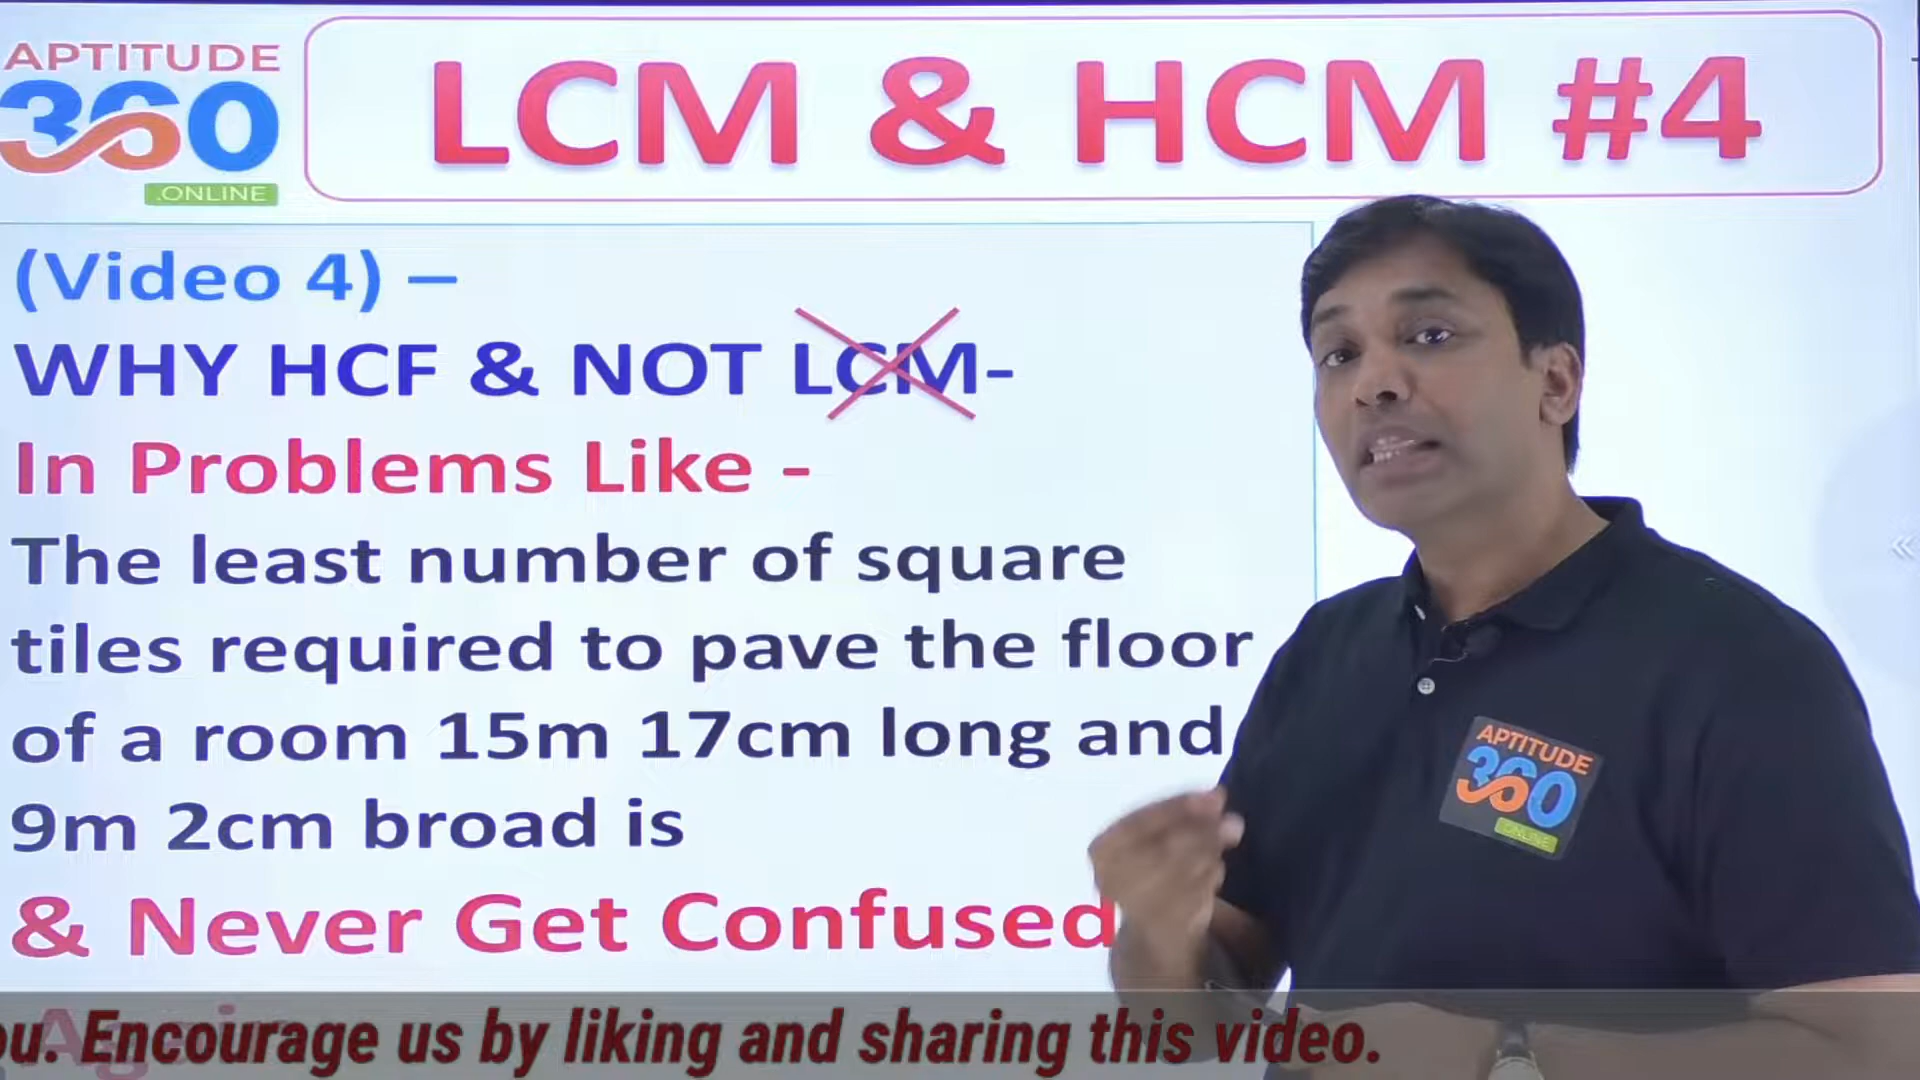 APTITUDE
360
.ONLINE
LCM & HCM #4
(Video 4) –
WHY HCF & NOT LCM-
In Problems Like -
The least number of square
tiles required to pave the floor
of a room 15m 17cm long and
9m 2cm broad is
& Never Get Confused
Again
APTITUDE
360
.ONLINE
ou. Encourage us by liking and sharing this video.